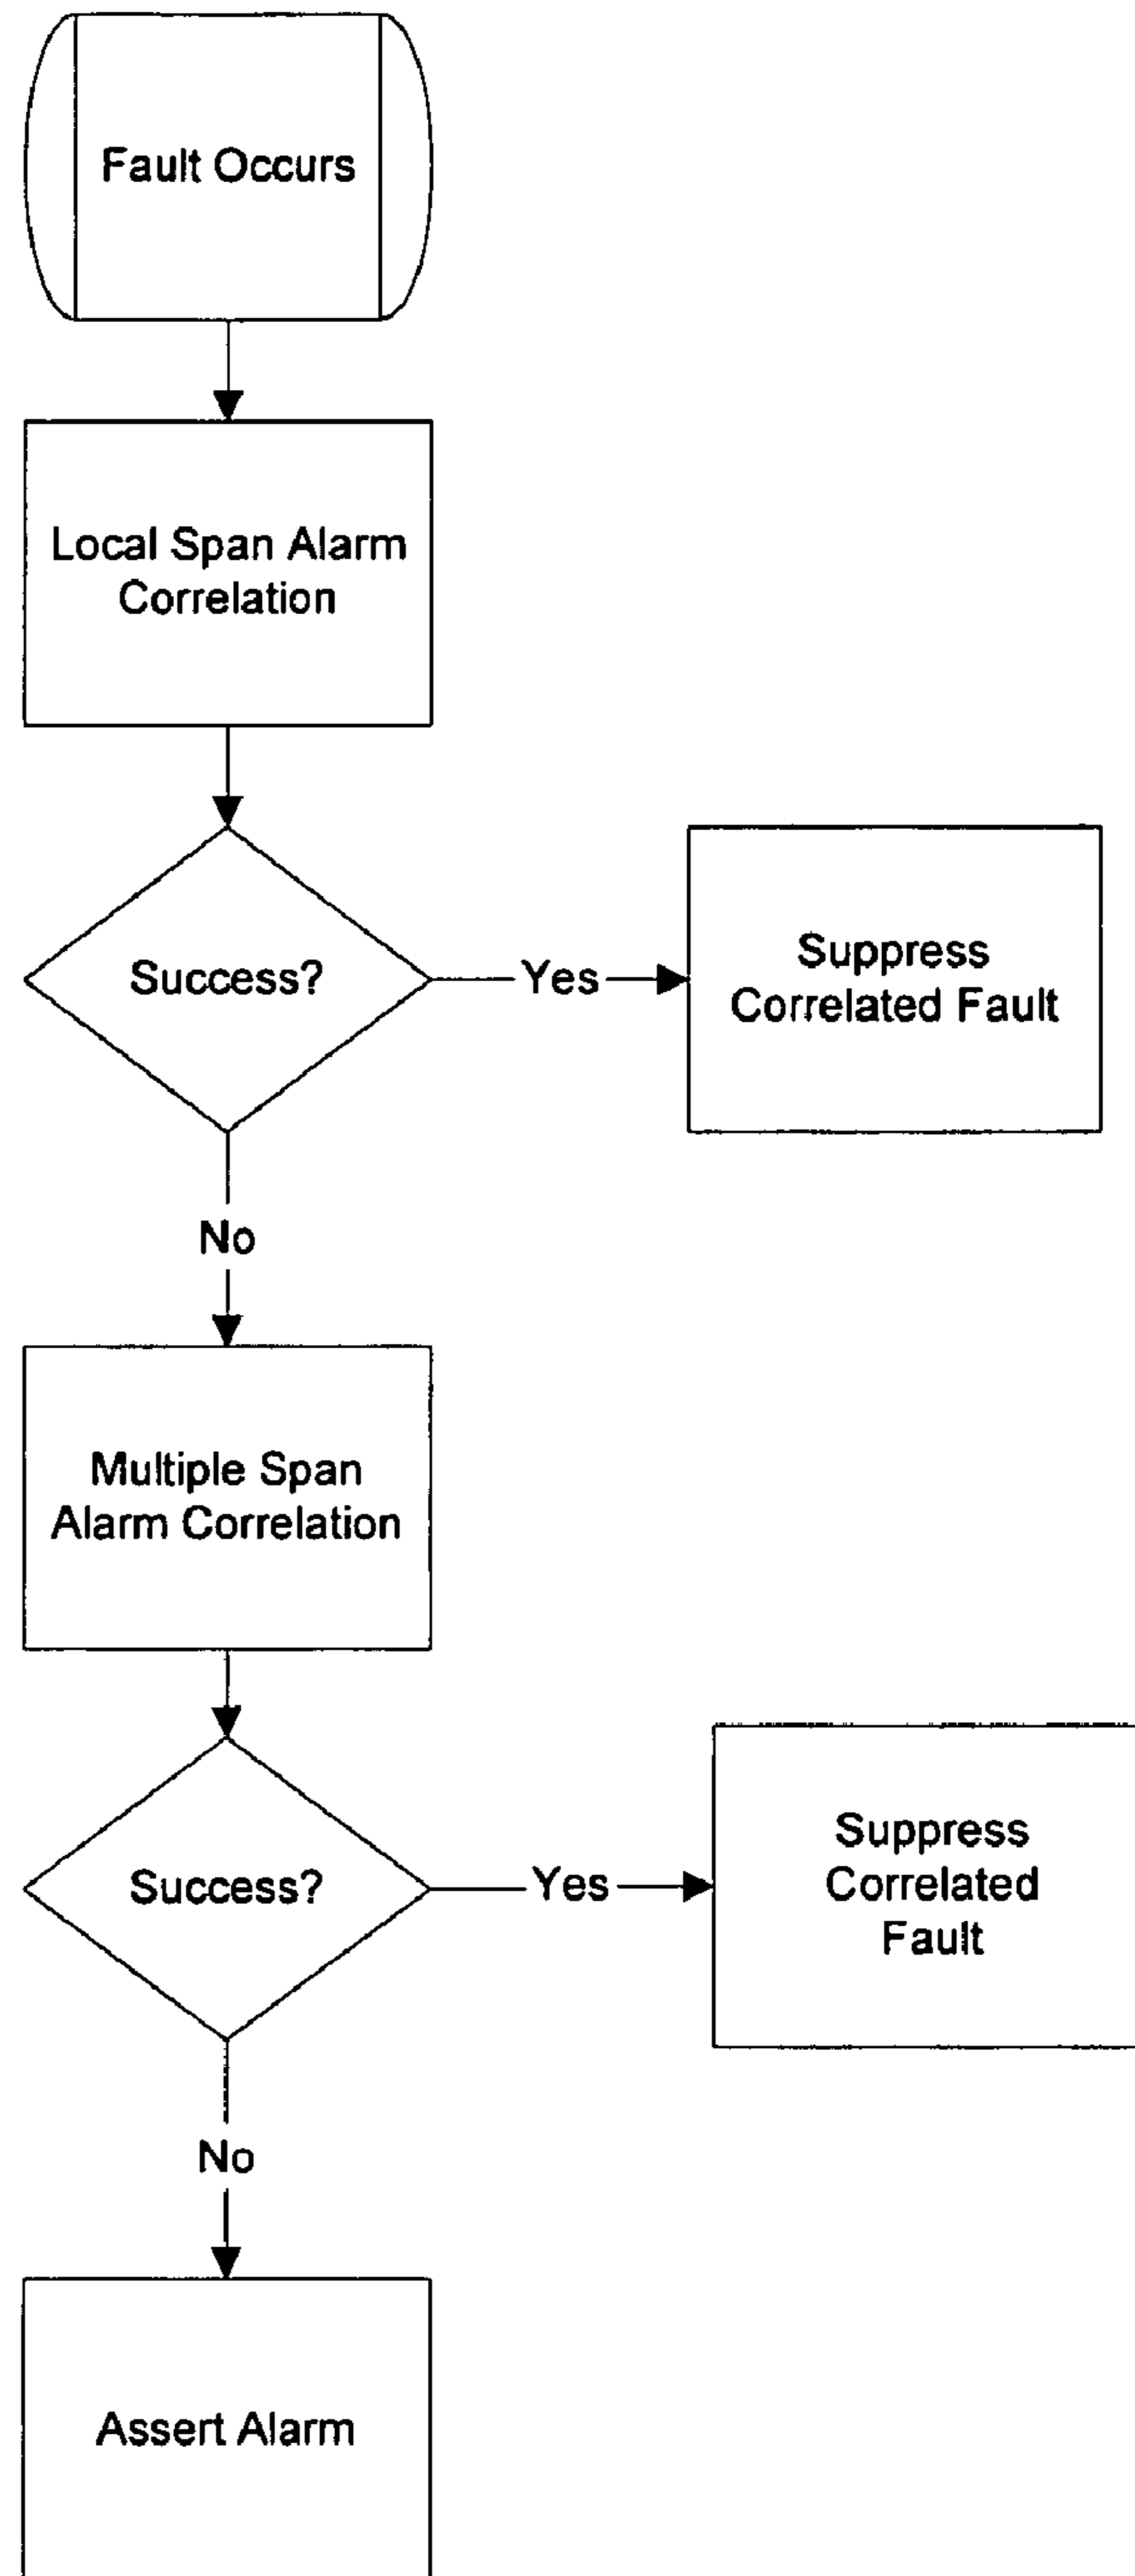 Fault Occurs
Local Span Alarm
Correlation
Success?
Yes
Suppress
Correlated Fault
No
Multiple Span
Alarm Correlation
Success?
Yes
Suppress
Correlated
Fault
No
Assert Alarm